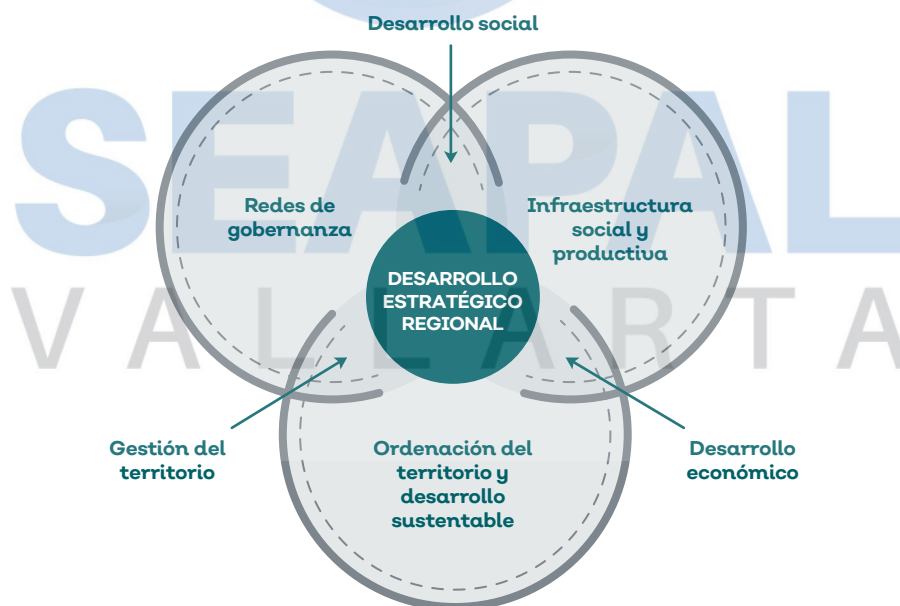 Desarrollo social
SEAPAL
VALLARTA
Redes de
gobernanza
Infraestructura
social y
productiva
DESARROLLO
ESTRATÉGICO
REGIONAL
Gestión del
territorio
Ordenación del
territorio y
desarrollo
sustentable
Desarrollo
económico